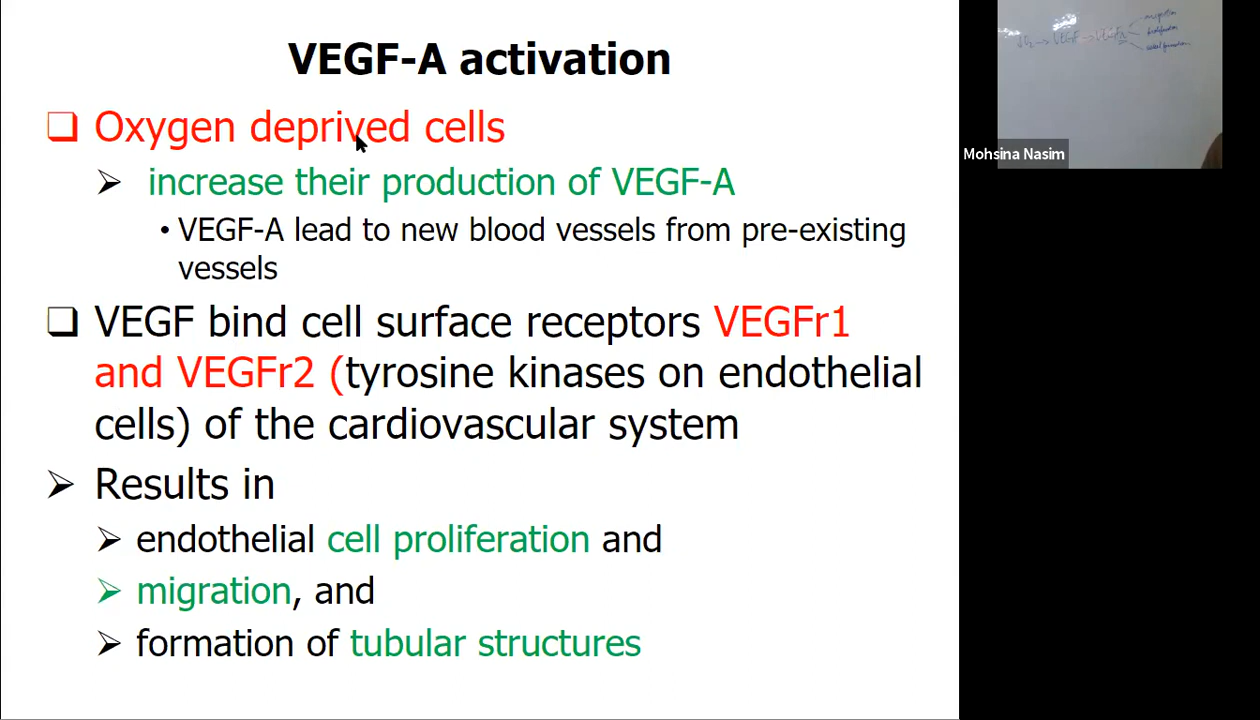 VEGF-A activation
Oxygen deprived cells
increase their production of VEGF-A
• VEGF-A lead to new blood vessels from pre-existing
vessels
VEGF bind cell surface receptors VEGFr1
and VEGFr2 (tyrosine kinases on endothelial
cells) of the cardiovascular system
Results in
endothelial cell proliferation and
migration, and
formation of tubular structures
Mohsina Nasim